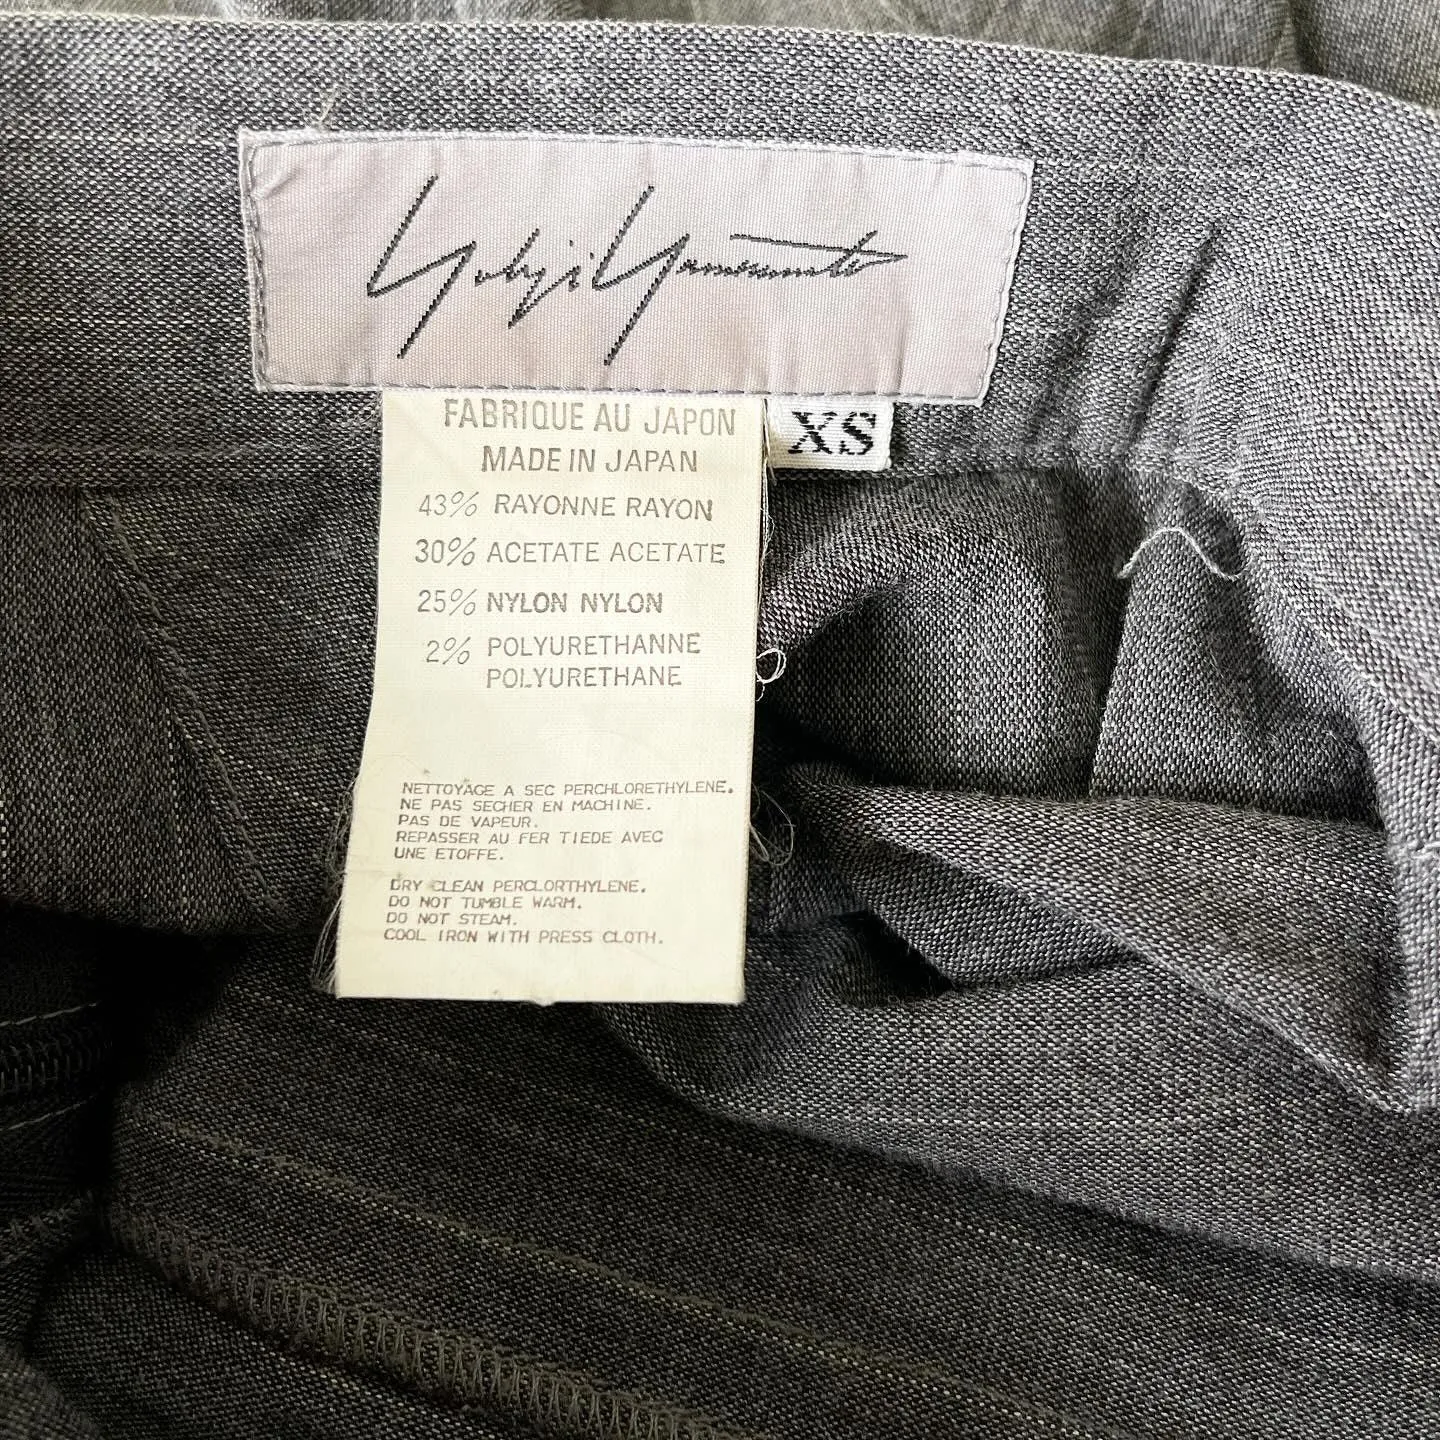 Yohji Yamamoto
XS
FABRIQUE AU JAPON
MADE IN JAPAN
43% RAYONNE RAYON
30% ACETATE ACETATE
25% NYLON NYLON
2% POLYURETHANNE
POLYURETHANE
NETTOYAGE A SEC PERCHLORETHYLENE.
NE PAS SECHER EN MACHINE.
PAS DE VAPEUR.
REPASSER AU FER TIEDE AVEC
UNE ETOFFE.
DRY CLEAN PERCLORTHYLENE.
DO NOT TUMBLE WARM.
DO NOT STEAM.
COOL IRON WITH PRESS CLOTH.